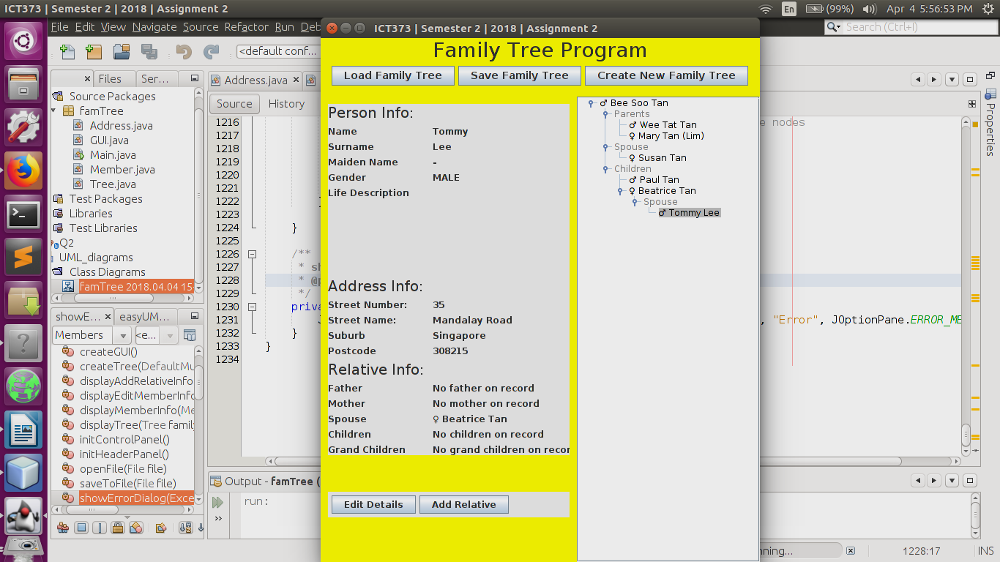 ICT373 | Semester 2 | 2018 | Assignment 2
En
(99%)
Apr 4 5:56:53 PM
File Edit View Navigate Source Refactor Run Deb
Search (Ctrl+I)
<default conf...
Files
Ser...
Source Packages
famTree
Address.java
GUI.java
Main.java
Member.java
Tree.java
Test Packages
Libraries
Test Libraries
Q2
UML_diagrams
Class Diagrams
famTree 2018.04.04 15
showE...
easyUM...
Members
<e...
createGUI()
createTree(DefaultMu
displayAddRelativeInfo
displayEditMemberInfo
displayMemberInfo(Me
displayTree(Tree family
initControlPanel()
initHeaderPanel()
openFile(File file)
saveToFile(File file)
showErrorDialog(Exce
Address.java
Source
History
1216
1217
1218
1219
1220
1221
1222
1223
1224 }
1225
1226 /**
1227 * sh
1228 * @p
1229 */
1230 priva
1231 J
1232 }
1233 }
1234
e nodes
, "Error", JOptionPane.ERROR_ME
Properties
Output - famTree (
run:
nning...
1228:17
INS
ICT373 | Semester 2 | 2018 | Assignment 2
Family Tree Program
Load Family Tree
Save Family Tree
Create New Family Tree
Person Info:
Name Tommy
Surname Lee
Maiden Name -
Gender MALE
Life Description
Address Info:
Street Number: 35
Street Name: Mandalay Road
Suburb Singapore
Postcode 308215
Relative Info:
Father No father on record
Mother No mother on record
Spouse ♀ Beatrice Tan
Children No children on record
Grand Children No grand children on recor
Edit Details
Add Relative
♂ Bee Soo Tan
Parents
♂ Wee Tat Tan
♀ Mary Tan (Lim)
Spouse
♀ Susan Tan
Children
♂ Paul Tan
♀ Beatrice Tan
Spouse
♂ Tommy Lee